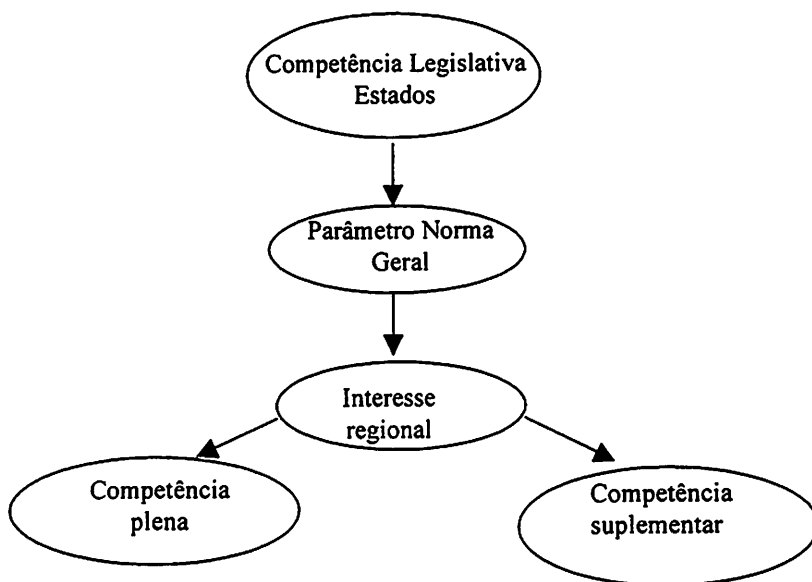 Competência Legislativa
Estados
Parâmetro Norma
Geral
Interesse
regional
Competência
plena
Competência
suplementar